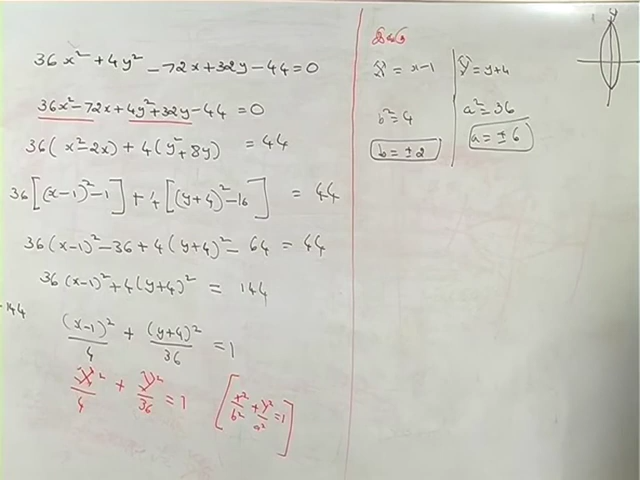 36x² + 4y² - 72x + 32y - 44 = 0
36x² - 72x + 4y² + 32y - 44 = 0
36(x² - 2x) + 4(y² + 8y) = 44
36[(x-1)² - 1] + 4[(y+4)² - 16] = 44
36(x-1)² - 36 + 4(y+4)² - 64 = 44
36(x-1)² + 4(y+4)² = 144
÷144
(x-1)²/4 + (y+4)²/36 = 1
X²/4 + Y²/36 = 1 [x²/b² + y²/a² = 1]
X = x-1
b² = 4
b = ±2
Y = y+4
a² = 36
a = ±6
y